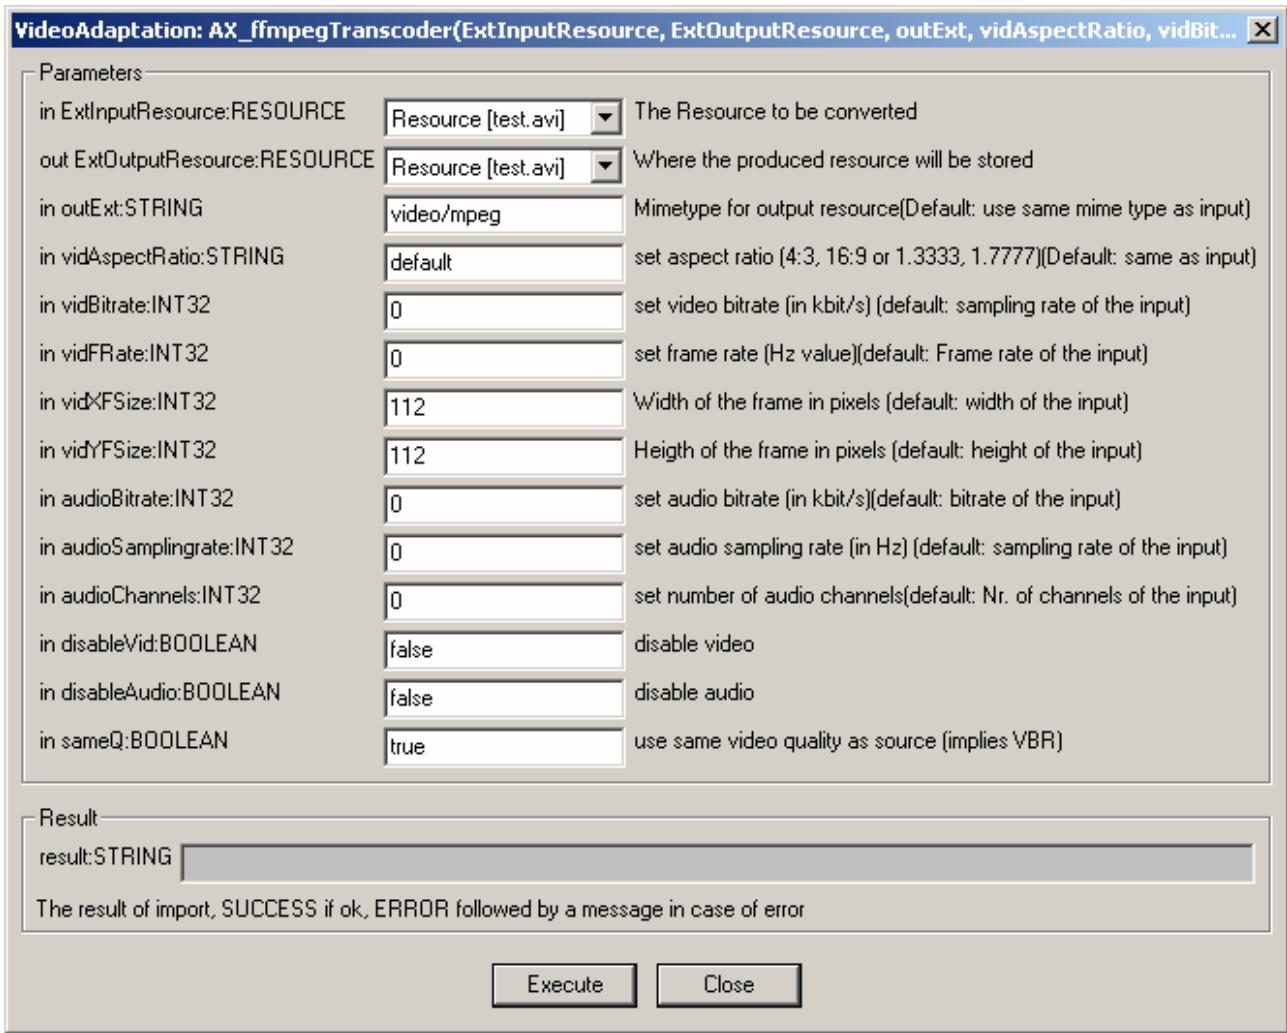 VideoAdaptation: AX_ffmpegTranscoder(ExtInputResource, ExtOutputResource, outExt, vidAspectRatio, vidBit...
Parameters
in ExtInputResource:RESOURCE Resource [test.avi] The Resource to be converted
out ExtOutputResource:RESOURCE Resource [test.avi] Where the produced resource will be stored
in outExt:STRING video/mpeg Mimetype for output resource(Default: use same mime type as input)
in vidAspectRatio:STRING default set aspect ratio (4:3, 16:9 or 1.3333, 1.7777)(Default: same as input)
in vidBitrate:INT32 0 set video bitrate (in kbit/s) (default: sampling rate of the input)
in vidFRate:INT32 0 set frame rate (Hz value)(default: Frame rate of the input)
in vidXFSize:INT32 112 Width of the frame in pixels (default: width of the input)
in vidYFSize:INT32 112 Heigth of the frame in pixels (default: height of the input)
in audioBitrate:INT32 0 set audio bitrate (in kbit/s)(default: bitrate of the input)
in audioSamplingrate:INT32 0 set audio sampling rate (in Hz) (default: sampling rate of the input)
in audioChannels:INT32 0 set number of audio channels(default: Nr. of channels of the input)
in disableVid:BOOLEAN false disable video
in disableAudio:BOOLEAN false disable audio
in sameQ:BOOLEAN true use same video quality as source (implies VBR)
Result
result:STRING
The result of import, SUCCESS if ok, ERROR followed by a message in case of error
Execute Close